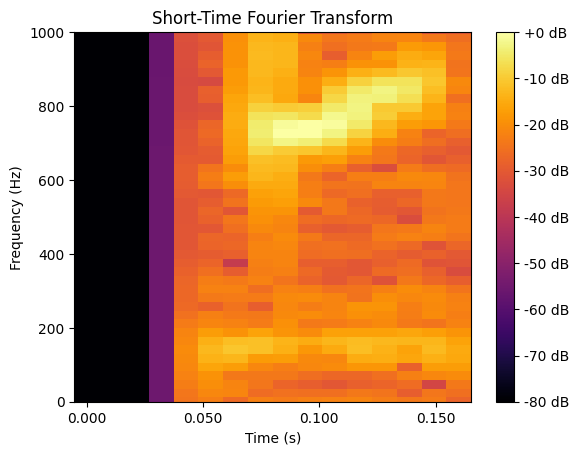 Short-Time Fourier Transform
Frequency (Hz)
1000
800
600
400
200
0
0.000
0.050
0.100
0.150
Time (s)
+0 dB
-10 dB
-20 dB
-30 dB
-40 dB
-50 dB
-60 dB
-70 dB
-80 dB